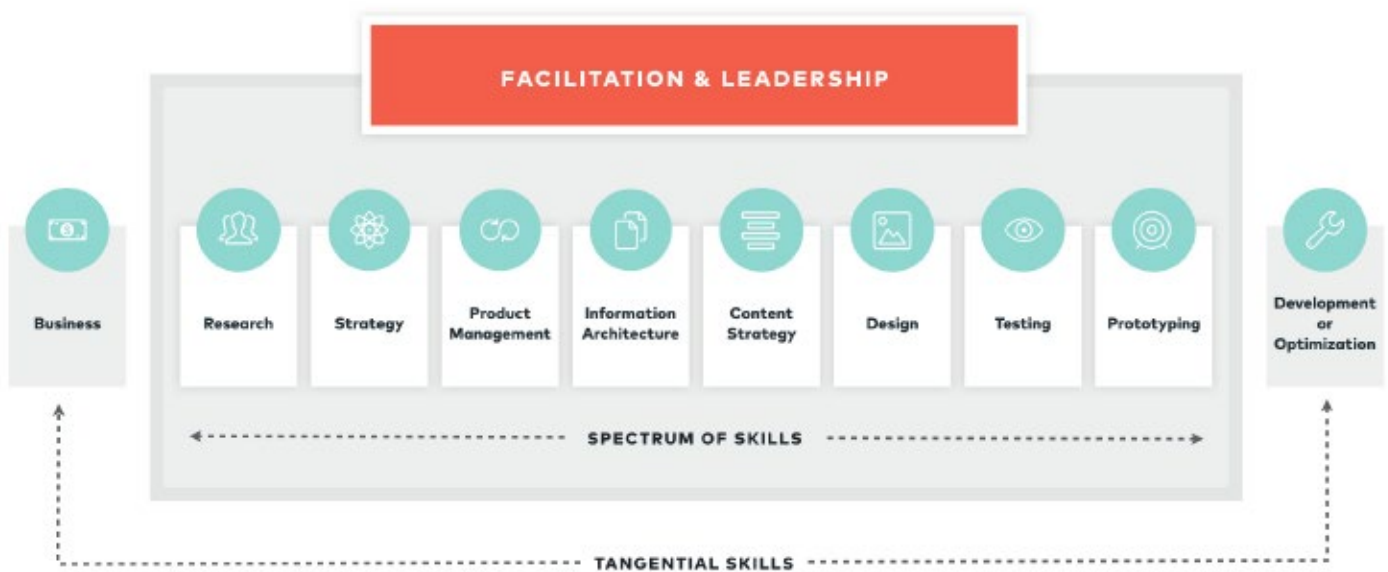 FACILITATION & LEADERSHIP
Business
Research
Strategy
Product
Management
Information
Architecture
Content
Strategy
Design
Testing
Prototyping
Development
or
Optimization
SPECTRUM OF SKILLS
TANGENTIAL SKILLS